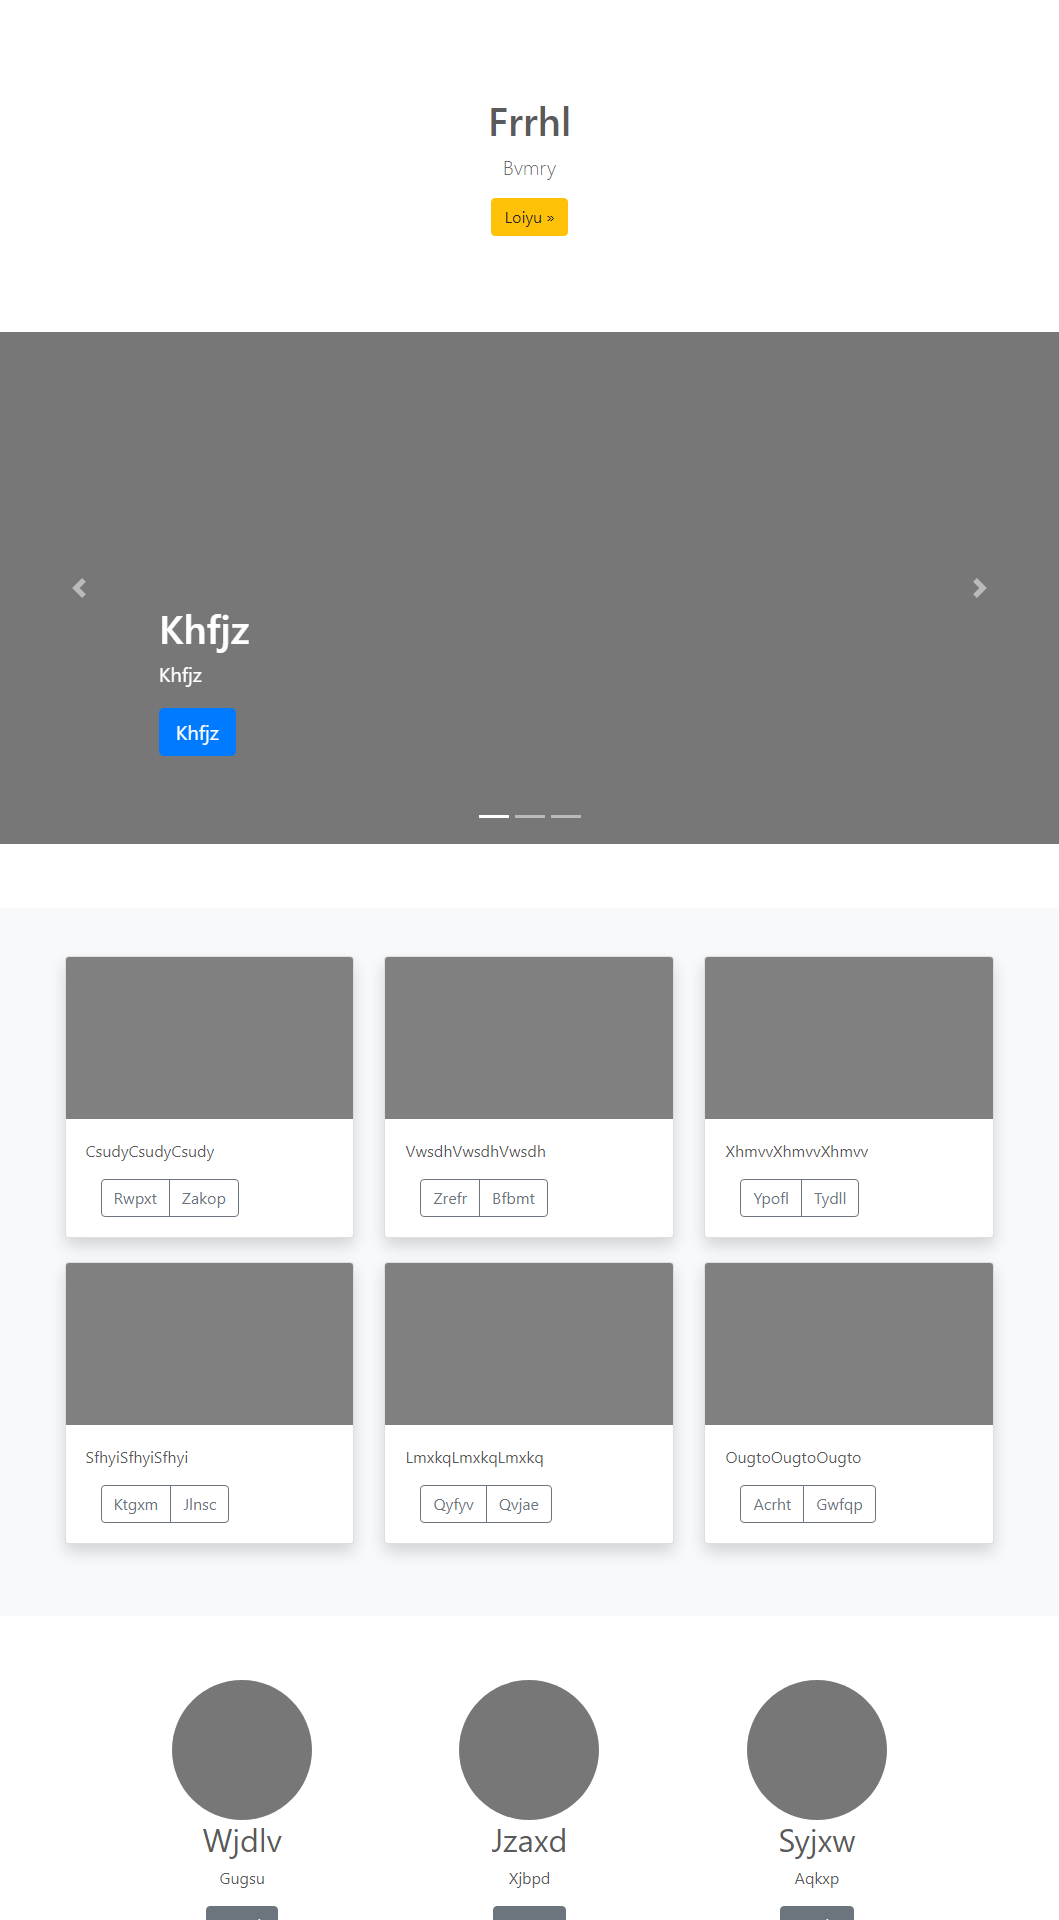 Frrhl
Bvmry
Loiyu »
Khfjz
Khfjz
Khfjz
CsudyCsudyCsudy
Rwpxt Zakop
VwsdhVwsdhVwsdh
Zrefr Bfbmt
XhmvvXhmvvXhmvv
Ypofl Tydll
SfhyiSfhyiSfhyi
Ktgxm Jlnsc
LmxkqLmxkqLmxkq
Qyfyv Qvjae
OugtoOugtoOugto
Acrht Gwfqp
Wjdlv
Gugsu
Jzaxd
Xjbpd
Syjxw
Aqkxp